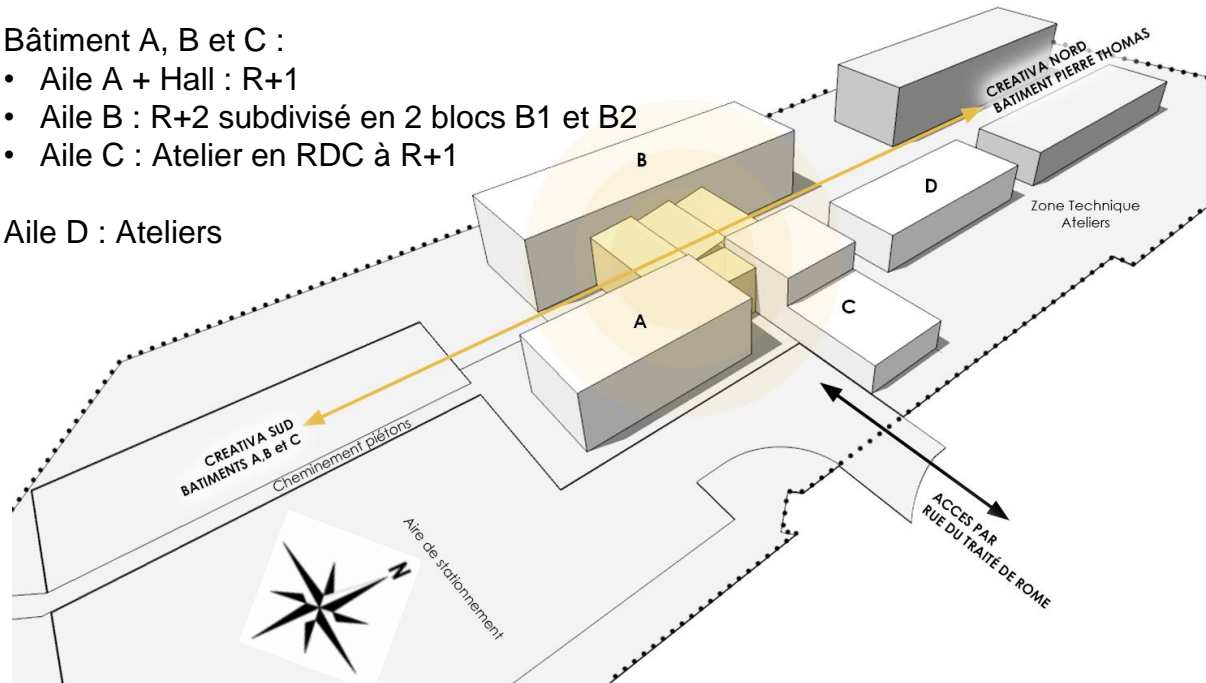 Bâtiment A, B et C :
• Aile A + Hall : R+1
• Aile B : R+2 subdivisé en 2 blocs B1 et B2
• Aile C : Atelier en RDC à R+1
Aile D : Ateliers
CREATIVA NORD
BATIMENT PIERRE THOMAS
B
D
Zone Technique
Ateliers
A
C
CREATIVA SUD
BATIMENTS A,B et C
Cheminement piétons
Aire de stationnement
N
ACCES PAR
RUE DU TRAITÉ DE ROME